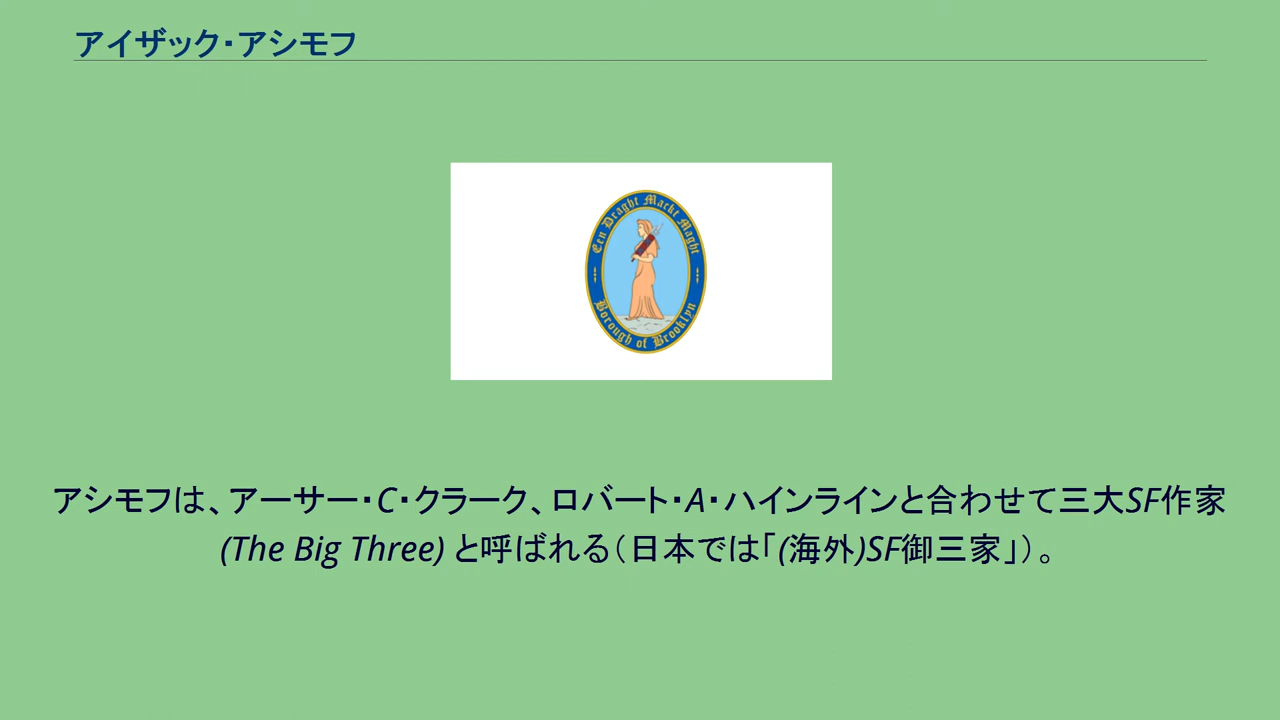 アイザック・アシモフ
Een Draght Mackt Maght
Borough of Brooklyn
アシモフは、アーサー・C・クラーク、ロバート・A・ハインラインと合わせて三大SF作家
(The Big Three) と呼ばれる（日本では「(海外)SF御三家」）。